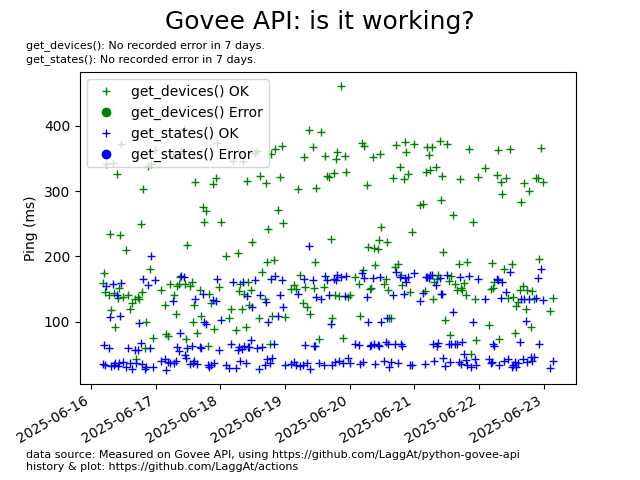 Govee API: is it working?
get_devices(): No recorded error in 7 days.
get_states(): No recorded error in 7 days.
get_devices() OK
get_devices() Error
get_states() OK
get_states() Error
400
300
200
100
Ping (ms)
2025-06-16
2025-06-17
2025-06-18
2025-06-19
2025-06-20
2025-06-21
2025-06-22
2025-06-23
data source: Measured on Govee API, using https://github.com/LaggAt/python-govee-api
history & plot: https://github.com/LaggAt/actions